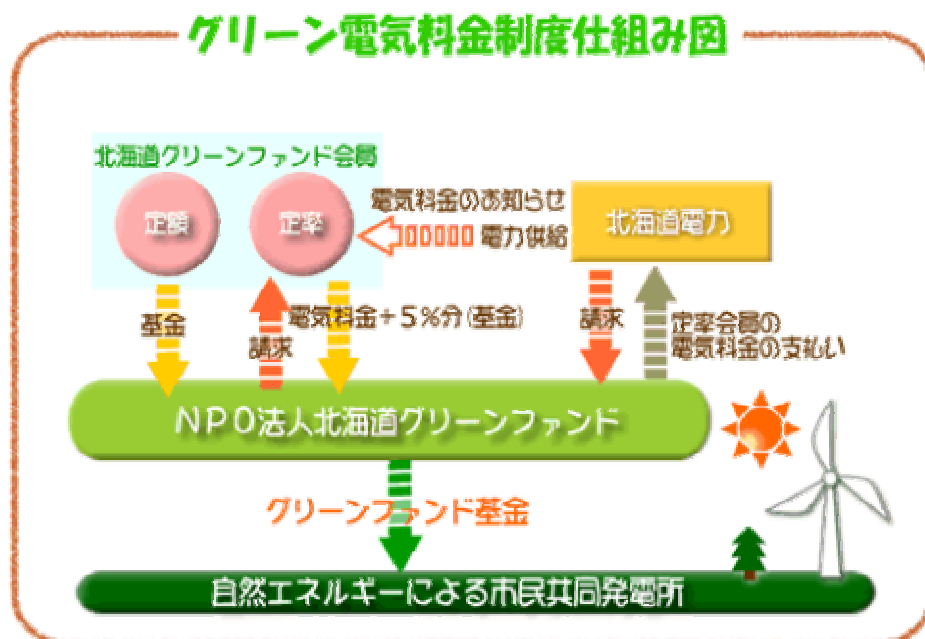 グリーン電気料金制度仕組み図
北海道グリーンファンド会員
定額
定率
電気料金のお知らせ
電力供給
北海道電力
基金
請求
電気料金+5%分(基金)
請求
定率会員の
電気料金の支払い
NPO法人北海道グリーンファンド
グリーンファンド基金
自然エネルギーによる市民共同発電所